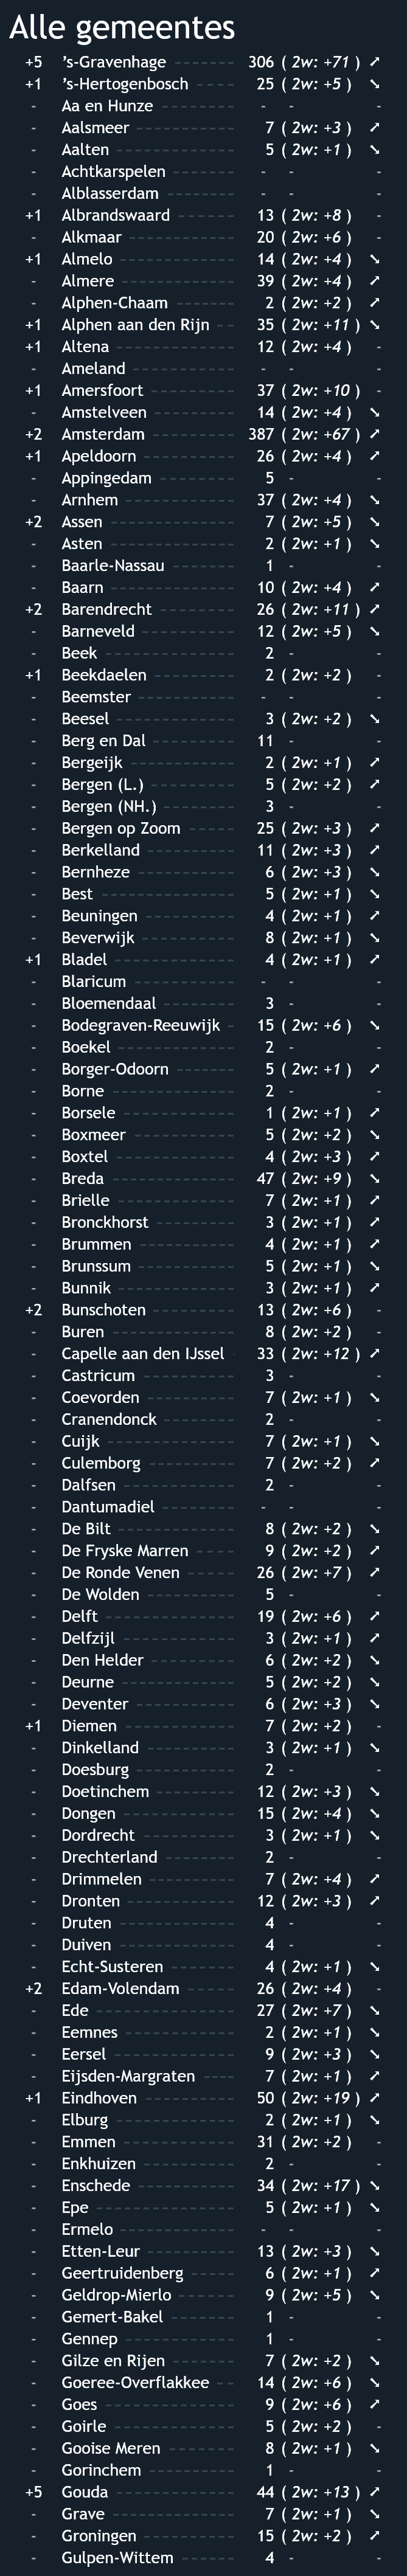 Alle gemeentes
+5 ’s-Gravenhage 306 ( 2w: +71 ) ➚
+1 ’s-Hertogenbosch 25 ( 2w: +5 ) ➘
- Aa en Hunze - - -
- Aalsmeer 7 ( 2w: +3 ) ➚
- Aalten 5 ( 2w: +1 ) ➘
- Achtkarspelen - - -
- Alblasserdam - - -
+1 Albrandswaard 13 ( 2w: +8 ) -
- Alkmaar 20 ( 2w: +6 ) -
+1 Almelo 14 ( 2w: +4 ) ➘
- Almere 39 ( 2w: +4 ) ➚
- Alphen-Chaam 2 ( 2w: +2 ) ➚
+1 Alphen aan den Rijn 35 ( 2w: +11 ) ➘
+1 Altena 12 ( 2w: +4 ) -
- Ameland - - -
+1 Amersfoort 37 ( 2w: +10 ) -
- Amstelveen 14 ( 2w: +4 ) ➘
+2 Amsterdam 387 ( 2w: +67 ) ➚
+1 Apeldoorn 26 ( 2w: +4 ) ➚
- Appingedam 5 - -
- Arnhem 37 ( 2w: +4 ) ➘
+2 Assen 7 ( 2w: +5 ) ➘
- Asten 2 ( 2w: +1 ) ➘
- Baarle-Nassau 1 - -
- Baarn 10 ( 2w: +4 ) ➚
+2 Barendrecht 26 ( 2w: +11 ) ➚
- Barneveld 12 ( 2w: +5 ) ➘
- Beek 2 - -
+1 Beekdaelen 2 ( 2w: +2 ) -
- Beemster - - -
- Beesel 3 ( 2w: +2 ) ➘
- Berg en Dal 11 - -
- Bergeijk 2 ( 2w: +1 ) ➚
- Bergen (L.) 5 ( 2w: +2 ) ➚
- Bergen (NH.) 3 - -
- Bergen op Zoom 25 ( 2w: +3 ) ➚
- Berkelland 11 ( 2w: +3 ) ➚
- Bernheze 6 ( 2w: +3 ) ➘
- Best 5 ( 2w: +1 ) ➘
- Beuningen 4 ( 2w: +1 ) ➚
- Beverwijk 8 ( 2w: +1 ) ➘
+1 Bladel 4 ( 2w: +1 ) ➚
- Blaricum - - -
- Bloemendaal 3 - -
- Bodegraven-Reeuwijk 15 ( 2w: +6 ) ➘
- Boekel 2 - -
- Borger-Odoorn 5 ( 2w: +1 ) ➚
- Borne 2 - -
- Borsele 1 ( 2w: +1 ) ➚
- Boxmeer 5 ( 2w: +2 ) ➘
- Boxtel 4 ( 2w: +3 ) ➚
- Breda 47 ( 2w: +9 ) ➘
- Brielle 7 ( 2w: +1 ) ➚
- Bronckhorst 3 ( 2w: +1 ) ➚
- Brummen 4 ( 2w: +1 ) ➚
- Brunssum 5 ( 2w: +1 ) ➘
- Bunnik 3 ( 2w: +1 ) ➚
+2 Bunschoten 13 ( 2w: +6 ) -
- Buren 8 ( 2w: +2 ) -
- Capelle aan den IJssel 33 ( 2w: +12 ) ➚
- Castricum 3 - -
- Coevorden 7 ( 2w: +1 ) ➘
- Cranendonck 2 - -
- Cuijk 7 ( 2w: +1 ) ➘
- Culemborg 7 ( 2w: +2 ) ➚
- Dalfsen 2 - -
- Dantumadiel - - -
- De Bilt 8 ( 2w: +2 ) ➘
- De Fryske Marren 9 ( 2w: +2 ) ➚
- De Ronde Venen 26 ( 2w: +7 ) ➚
- De Wolden 5 - -
- Delft 19 ( 2w: +6 ) ➚
- Delfzijl 3 ( 2w: +1 ) ➚
- Den Helder 6 ( 2w: +2 ) ➘
- Deurne 5 ( 2w: +2 ) ➘
- Deventer 6 ( 2w: +3 ) ➘
+1 Diemen 7 ( 2w: +2 ) -
- Dinkelland 3 ( 2w: +1 ) ➘
- Doesburg 2 - -
- Doetinchem 12 ( 2w: +3 ) ➘
- Dongen 15 ( 2w: +4 ) ➘
- Dordrecht 3 ( 2w: +1 ) ➘
- Drechterland 2 - -
- Drimmelen 7 ( 2w: +4 ) ➚
- Dronten 12 ( 2w: +3 ) ➚
- Druten 4 - -
- Duiven 4 - -
- Echt-Susteren 4 ( 2w: +1 ) ➘
+2 Edam-Volendam 26 ( 2w: +4 ) -
- Ede 27 ( 2w: +7 ) ➘
- Eemnes 2 ( 2w: +1 ) ➘
- Eersel 9 ( 2w: +3 ) ➘
- Eijsden-Margraten 7 ( 2w: +1 ) ➚
+1 Eindhoven 50 ( 2w: +19 ) ➚
- Elburg 2 ( 2w: +1 ) ➘
- Emmen 31 ( 2w: +2 ) -
- Enkhuizen 2 - -
- Enschede 34 ( 2w: +17 ) ➘
- Epe 5 ( 2w: +1 ) ➘
- Ermelo - - -
- Etten-Leur 13 ( 2w: +3 ) ➘
- Geertruidenberg 6 ( 2w: +1 ) ➚
- Geldrop-Mierlo 9 ( 2w: +5 ) ➘
- Gemert-Bakel 1 - -
- Gennep 1 - -
- Gilze en Rijen 7 ( 2w: +2 ) ➘
- Goeree-Overflakkee 14 ( 2w: +6 ) ➘
- Goes 9 ( 2w: +6 ) ➚
- Goirle 5 ( 2w: +2 ) -
- Gooise Meren 8 ( 2w: +1 ) ➘
- Gorinchem 1 - -
+5 Gouda 44 ( 2w: +13 ) ➚
- Grave 7 ( 2w: +1 ) ➘
- Groningen 15 ( 2w: +2 ) ➚
- Gulpen-Wittem 4 - -